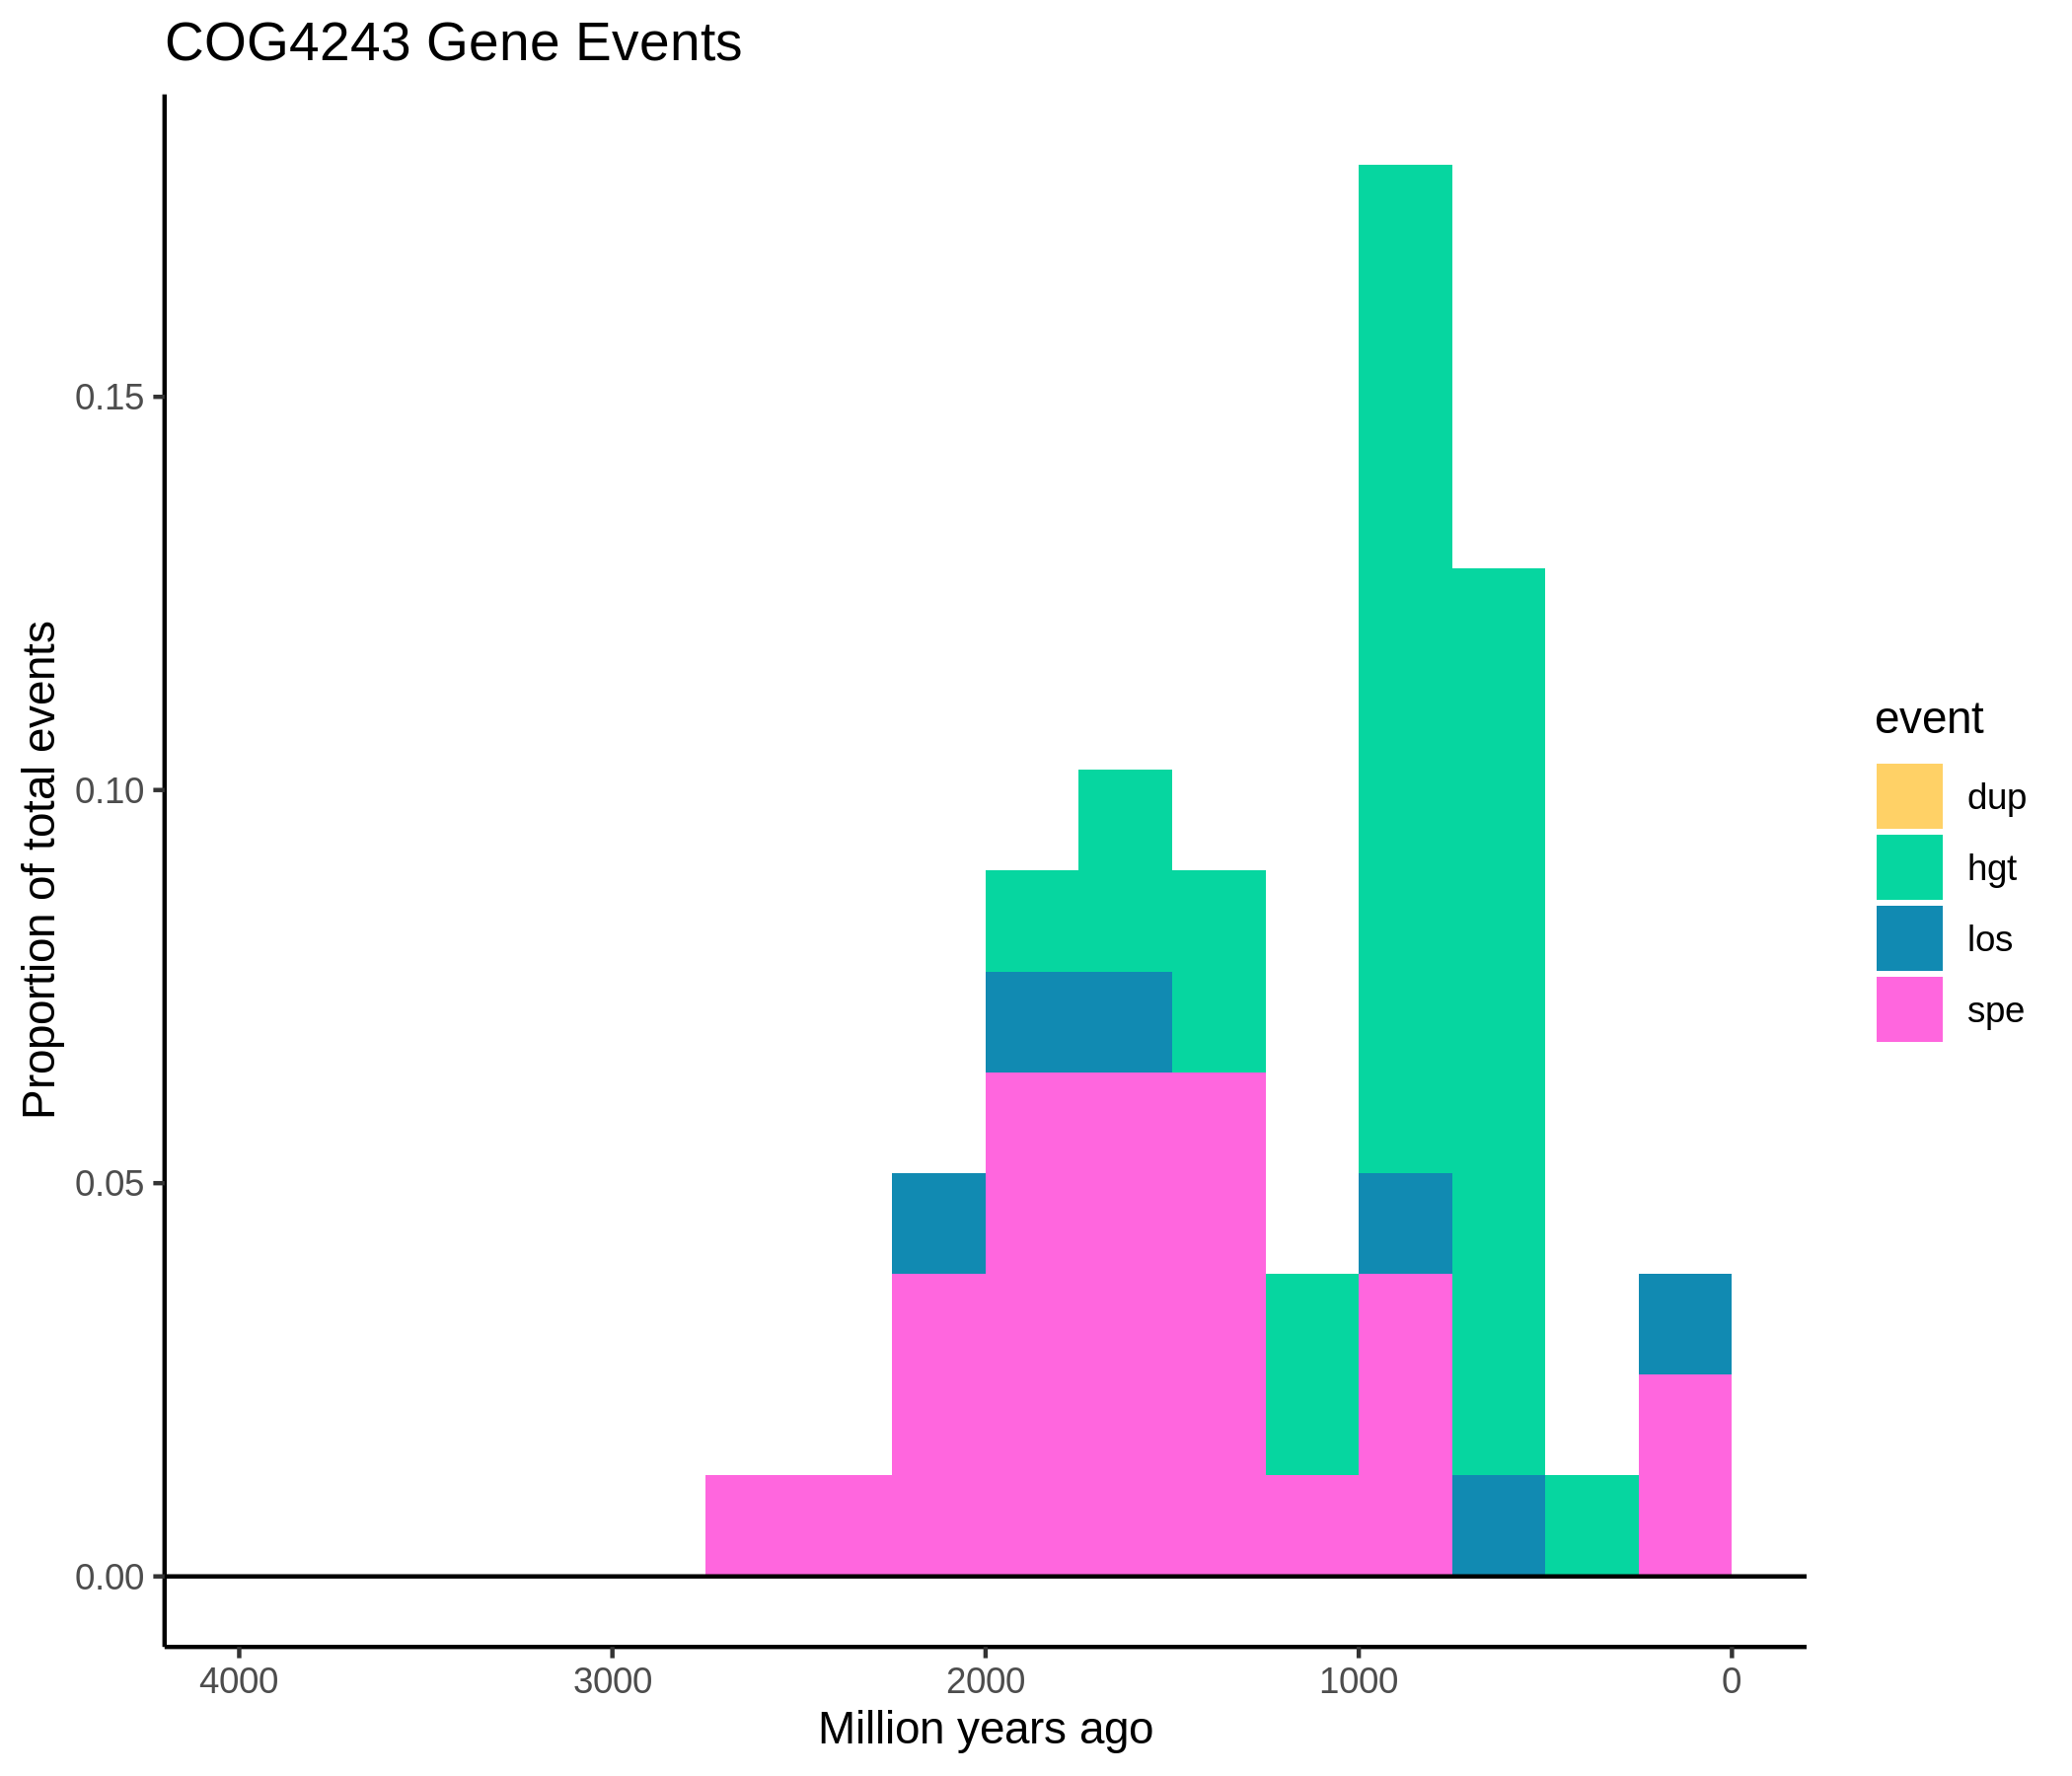 COG4243 Gene Events
Proportion of total events
0.15
0.10
0.05
0.00
4000 3000 2000 1000 0
Million years ago
event
dup
hgt
los
spe